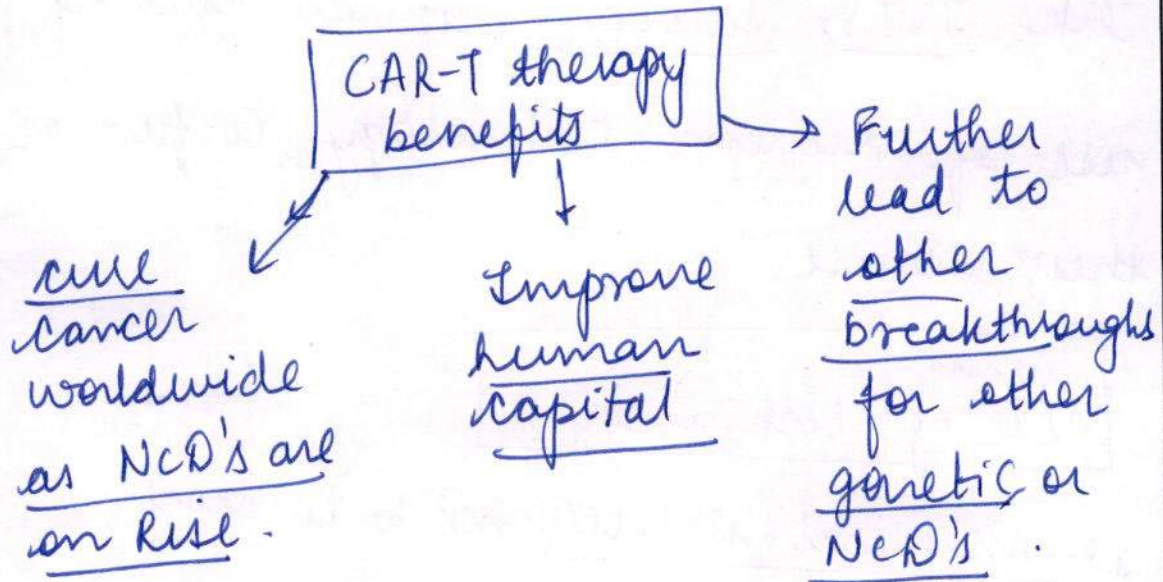 CAR-T therapy
benefits
cure
cancer
worldwide
as NCD's are
on Rise.
Improve
human
capital
Further
lead to
other
breakthroughs
for other
genetic or
NCD's.